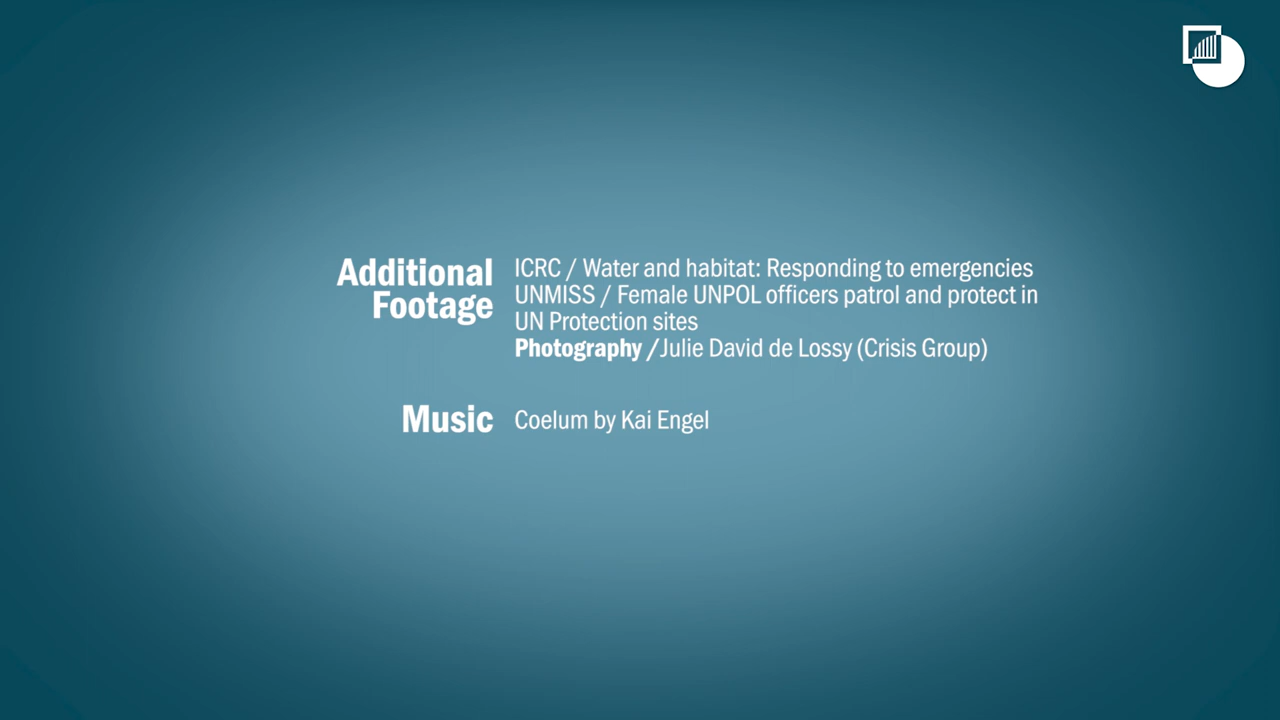 Additional
Footage
ICRC / Water and habitat: Responding to emergencies
UNMISS / Female UNPOL officers patrol and protect in
UN Protection sites
Photography /Julie David de Lossy (Crisis Group)
Music
Coelum by Kai Engel